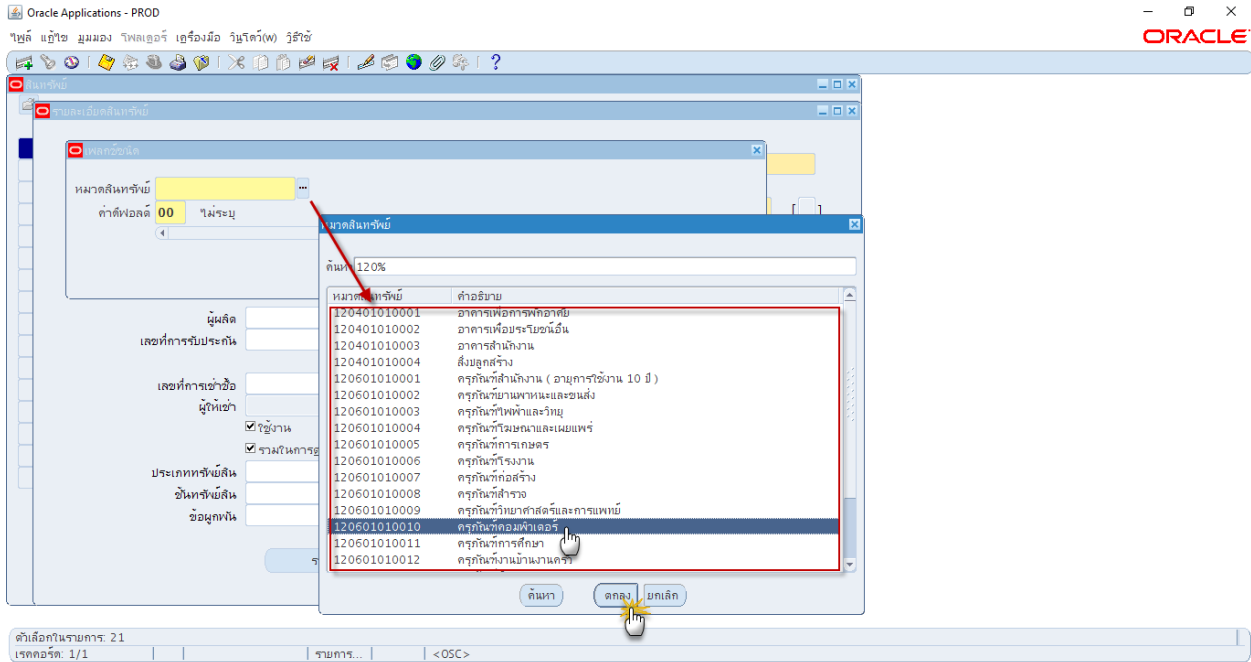 Oracle Applications - PROD
ไฟล์ แก้ไข มุมมอง โฟลเดอร์ เครื่องมือ วินโดว์(w) วิธีใช้
ORACLE
สินทรัพย์
รายละเอียดสินทรัพย์
เฟลกซ์ชนิด
หมวดสินทรัพย์
ค่าดีฟอลต์ 00 ไม่ระบุ
[ ]
หมวดสินทรัพย์
ค้นหา 120%
หมวดสินทรัพย์ คำอธิบาย
120401010001 อาคารเพื่อการพักอาศัย
120401010002 อาคารเพื่อประโยชน์อื่น
120401010003 อาคารสำนักงาน
120401010004 สิ่งปลูกสร้าง
120601010001 ครุภัณฑ์สำนักงาน ( อายุการใช้งาน 10 ปี )
120601010002 ครุภัณฑ์ยานพาหนะและขนส่ง
120601010003 ครุภัณฑ์ไฟฟ้าและวิทยุ
120601010004 ครุภัณฑ์โฆษณาและเผยแพร่
120601010005 ครุภัณฑ์การเกษตร
120601010006 ครุภัณฑ์โรงงาน
120601010007 ครุภัณฑ์ก่อสร้าง
120601010008 ครุภัณฑ์สำรวจ
120601010009 ครุภัณฑ์วิทยาศาสตร์และการแพทย์
120601010010 ครุภัณฑ์คอมพิวเตอร์
120601010011 ครุภัณฑ์การศึกษา
120601010012 ครุภัณฑ์งานบ้านงานครัว
ค้นหา ตกลง ยกเลิก
ผู้ผลิต
เลขที่การรับประกัน
เลขที่การเช่าซื้อ
ผู้ให้เช่า
ใช้งาน
รวมในการ
ประเภททรัพย์สิน
ชั้นทรัพย์สิน
ข้อผูกพัน
ตัวเลือกในรายการ: 21
เรคคอร์ด: 1/1 รายการ... <OSC>